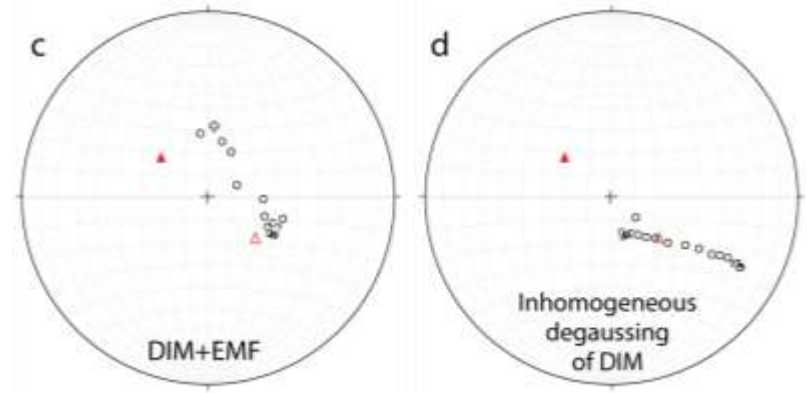 c
DIM+EMF
d
Inhomogeneous
degaussing
of DIM